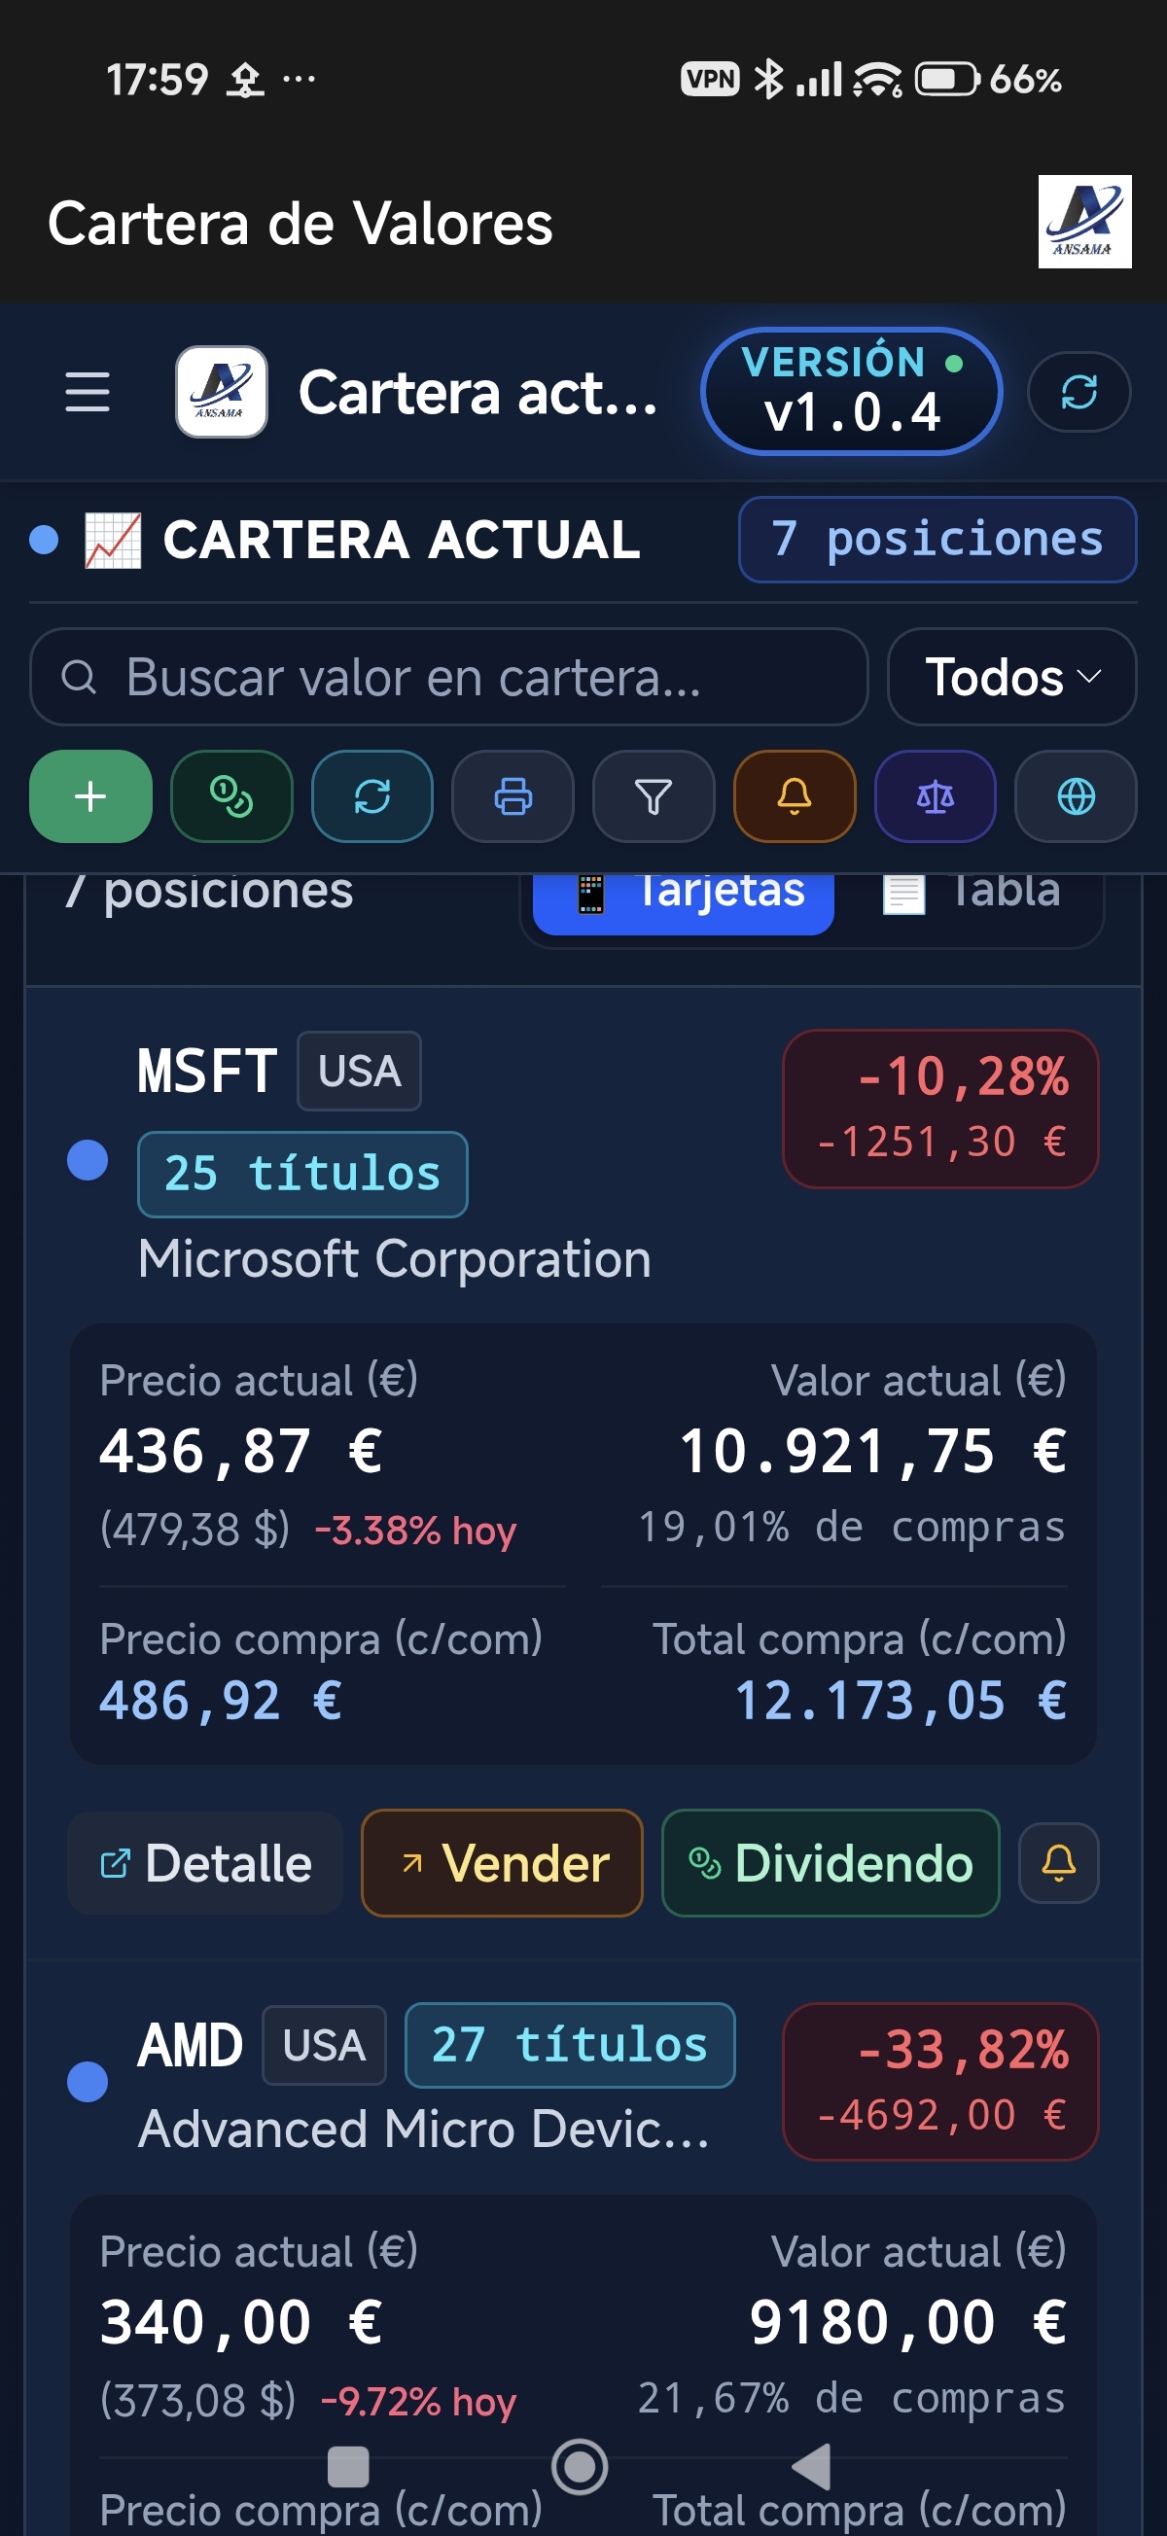 17:59 ... VPN 6 66%
Cartera de Valores
ANSAMA
ANSAMA
Cartera act...
VERSIÓN
v1.0.4
CARTERA ACTUAL
7 posiciones
Buscar valor en cartera...
Todos
7 posiciones
Tarjetas
Tabla
MSFT USA
-10,28%
-1251,30 €
25 títulos
Microsoft Corporation
Precio actual (€) Valor actual (€)
436,87 € 10.921,75 €
(479,38 $) -3.38% hoy 19,01% de compras
Precio compra (c/com) Total compra (c/com)
486,92 € 12.173,05 €
Detalle Vender Dividendo
AMD USA 27 títulos
-33,82%
-4692,00 €
Advanced Micro Devic...
Precio actual (€) Valor actual (€)
340,00 € 9180,00 €
(373,08 $) -9.72% hoy 21,67% de compras
Precio compra (c/com) Total compra (c/com)